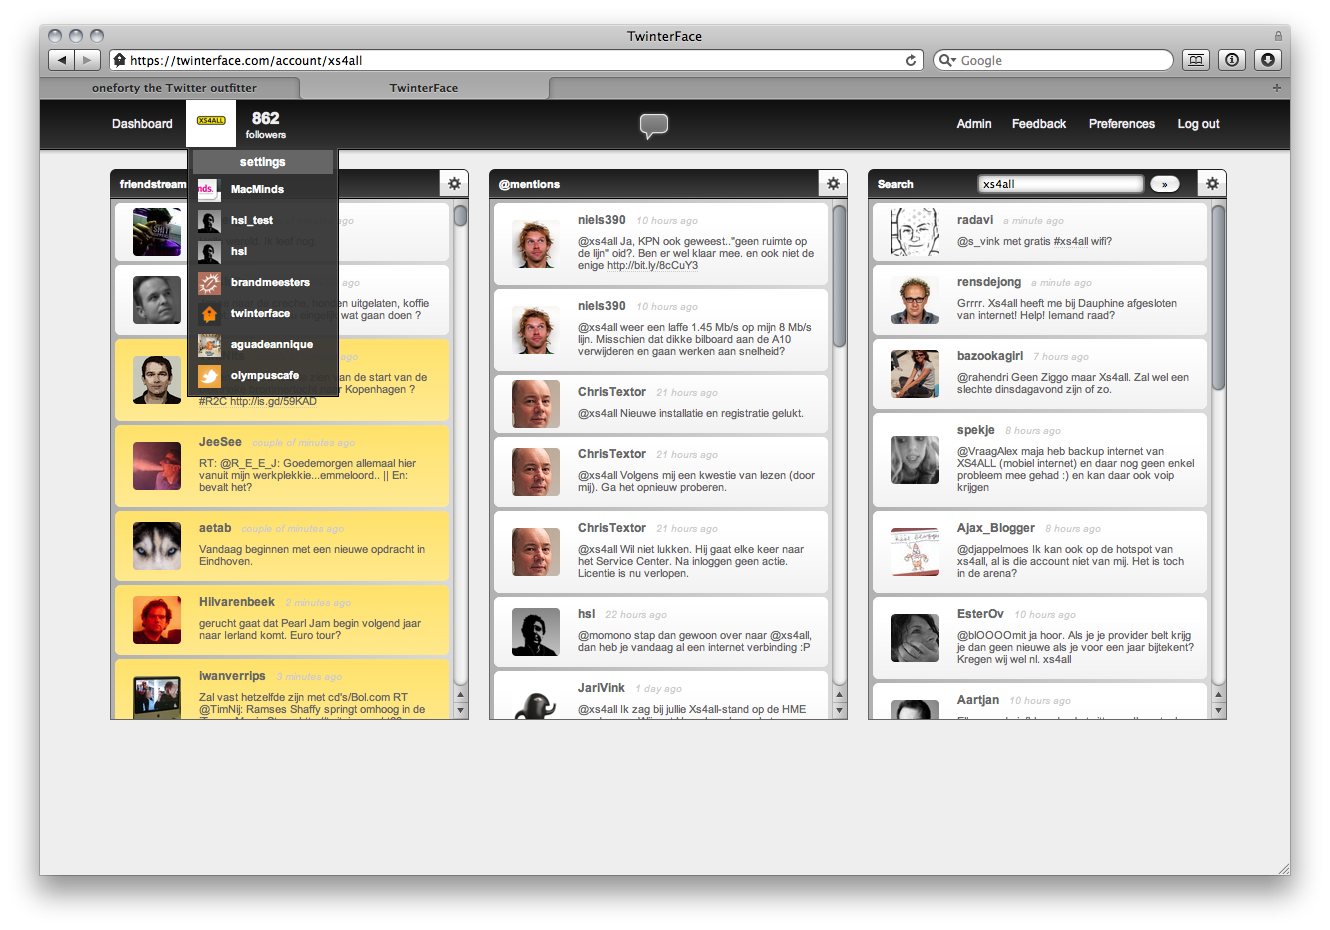 TwinterFace
https://twinterface.com/account/xs4all
Google
oneforty the Twitter outfitter
TwinterFace
Dashboard
XS4ALL
862
followers
Admin
Feedback
Preferences
Log out
settings
MacMinds
hsl_test
hsl
brandmeesters
twinterface
aguadeannique
olympuscafe
friendstream
uitgelaten, koffie
wat gaan doen ?
van de start van de
Kopenhagen ?
#R2C http://is.gd/59KAD
JeeSee couple of minutes ago
RT: @R_E_E_J: Goedemorgen allemaal hier
vanuit mijn werkplekkie...emmeloord.. || En:
bevalt het?
aetab couple of minutes ago
Vandaag beginnen met een nieuwe opdracht in
Eindhoven.
Hilvarenbeek 2 minutes ago
gerucht gaat dat Pearl Jam begin volgend jaar
naar Ierland komt. Euro tour?
iwanverrips 3 minutes ago
Zal vast hetzelfde zijn met cd's/Bol.com RT
@TimNij: Ramses Shaffy springt omhoog in de
@mentions
niels390 10 hours ago
@xs4all Ja, KPN ook geweest.."geen ruimte op
de lijn" oid?. Ben er wel klaar mee. en ook niet de
enige http://bit.ly/8cCuY3
niels390 10 hours ago
@xs4all weer een laffe 1.45 Mb/s op mijn 8 Mb/s
lijn. Misschien dat dikke bilboard aan de A10
verwijderen en gaan werken aan snelheid?
ChrisTextor 21 hours ago
@xs4all Nieuwe installatie en registratie gelukt.
ChrisTextor 21 hours ago
@xs4all Volgens mij een kwestie van lezen (door
mij). Ga het opnieuw proberen.
ChrisTextor 21 hours ago
@xs4all Wil niet lukken. Hij gaat elke keer naar
het Service Center. Na inloggen geen actie.
Licentie is nu verlopen.
hsl 22 hours ago
@momono stap dan gewoon over naar @xs4all,
dan heb je vandaag al een internet verbinding :P
JariVink 1 day ago
@xs4all Ik zag bij jullie Xs4all-stand op de HME
Search
xs4all
»
radavi a minute ago
@s_vink met gratis #xs4all wifi?
rensdejong a minute ago
Grrrr. Xs4all heeft me bij Dauphine afgesloten
van internet! Help! Iemand raad?
bazookagirl 7 hours ago
@rahendri Geen Ziggo maar Xs4all. Zal wel een
slechte dinsdagavond zijn of zo.
spekje 8 hours ago
@VraagAlex maja heb backup internet van
XS4ALL (mobiel internet) en daar nog geen enkel
probleem mee gehad :) en kan daar ook voip
krijgen
Ajax_Blogger 8 hours ago
@djappelmoes Ik kan ook op de hotspot van
xs4all, al is die account niet van mij. Het is toch
in de arena?
EsterOv 10 hours ago
@blOOOOmit ja hoor. Als je je provider belt krijg
je dan geen nieuwe als je voor een jaar bijtekent?
Kregen wij wel nl. xs4all
Aartjan 10 hours ago